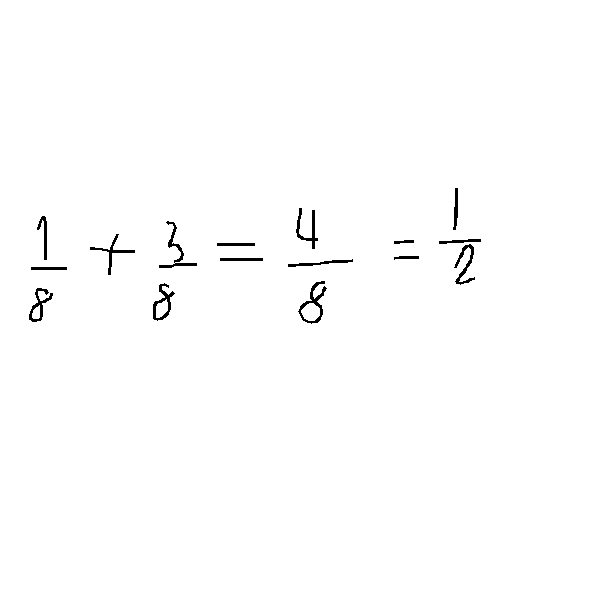 1/8 + 3/8 = 4/8 = 1/2